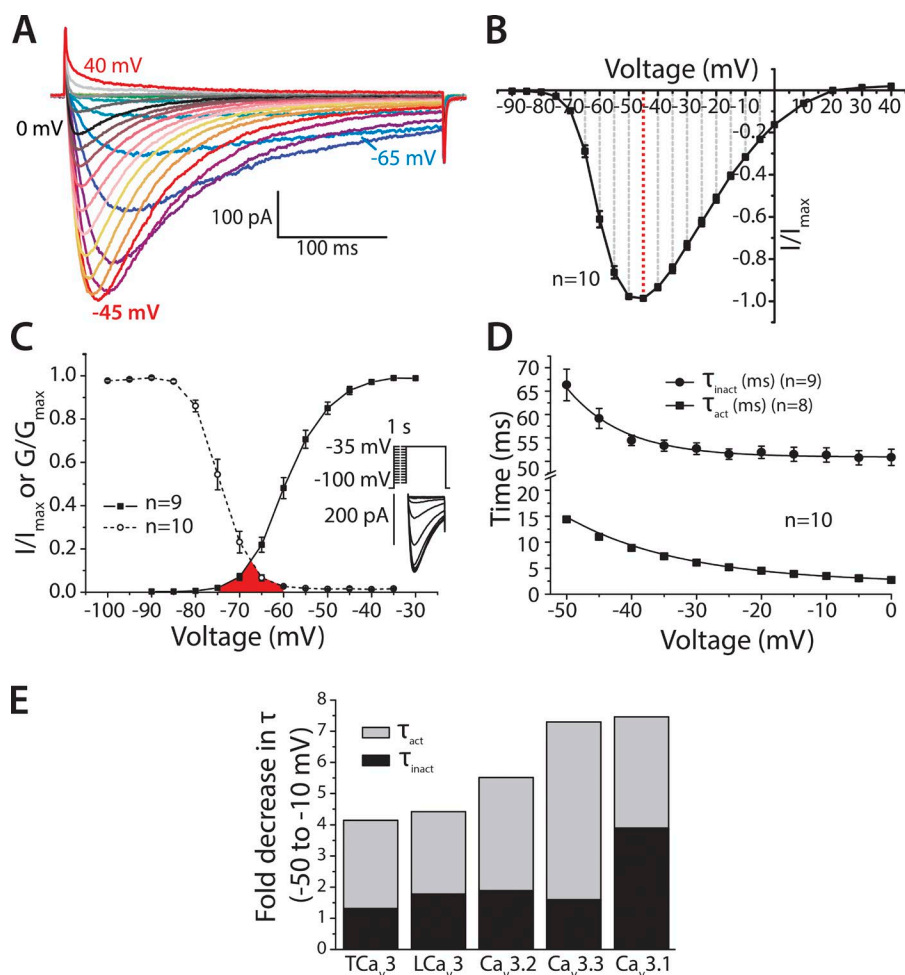 A
40 mV
0 mV
-65 mV
100 pA
100 ms
-45 mV
B
Voltage (mV)
-90 -80 -70 -60 -50 -40 -30 -20 -10 10 20 30 40
-0.2
-0.4
-0.6
-0.8
-1.0
I/Imax
n=10
C
I/Imax or G/Gmax
1.0
0.8
0.6
0.4
0.2
0.0
n=9
n=10
1 s
-35 mV
-100 mV
200 pA
-100 -90 -80 -70 -60 -50 -40 -30
Voltage (mV)
D
Time (ms)
65
60
55
50
25
20
15
10
5
0
τinact (ms) (n=9)
τact (ms) (n=8)
n=10
-50 -40 -30 -20 -10 0
Voltage (mV)
E
Fold decrease in τ
(-50 to -10 mV)
8
7
6
5
4
3
2
1
0
τact
τinact
TCav3 LCav3 Cav3.2 Cav3.3 Cav3.1